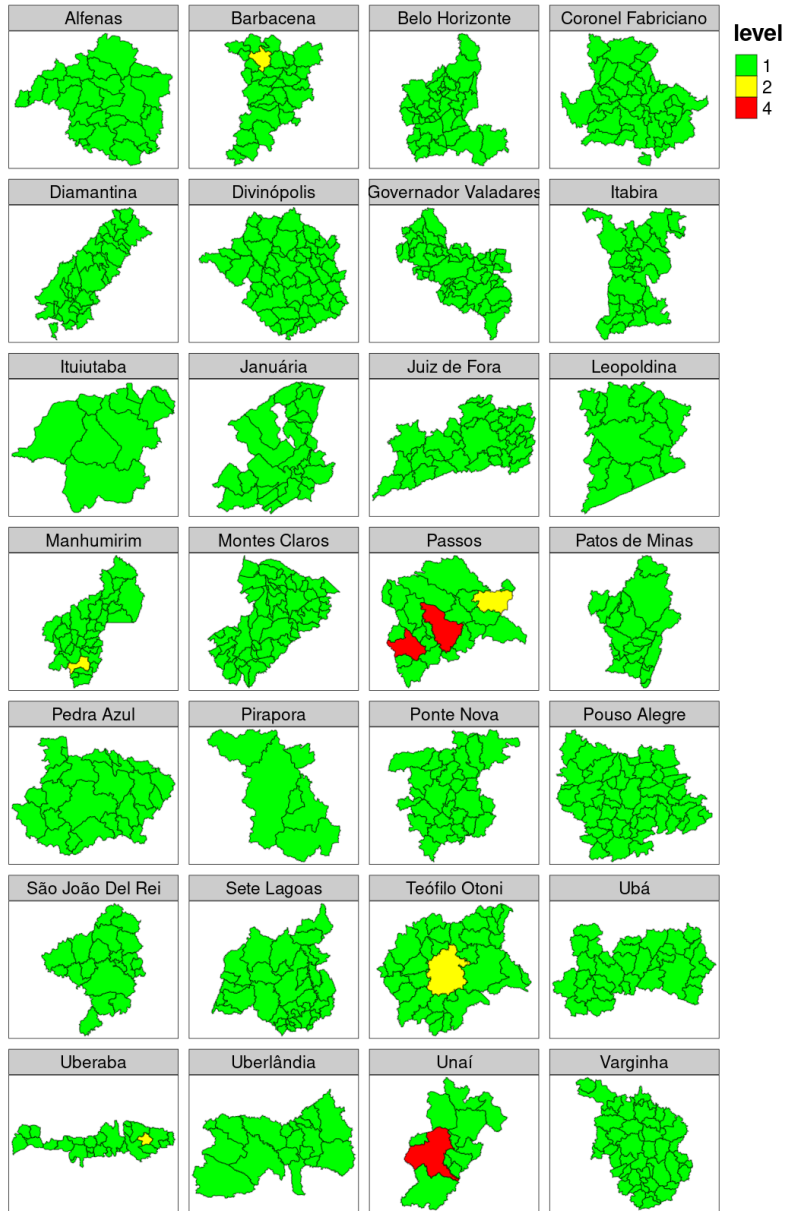 Alfenas
Barbacena
Belo Horizonte
Coronel Fabriciano
level
1
2
4
Diamantina
Divinópolis
Governador Valadares
Itabira
Ituiutaba
Januária
Juiz de Fora
Leopoldina
Manhumirim
Montes Claros
Passos
Patos de Minas
Pedra Azul
Pirapora
Ponte Nova
Pouso Alegre
São João Del Rei
Sete Lagoas
Teófilo Otoni
Ubá
Uberaba
Uberlândia
Unaí
Varginha